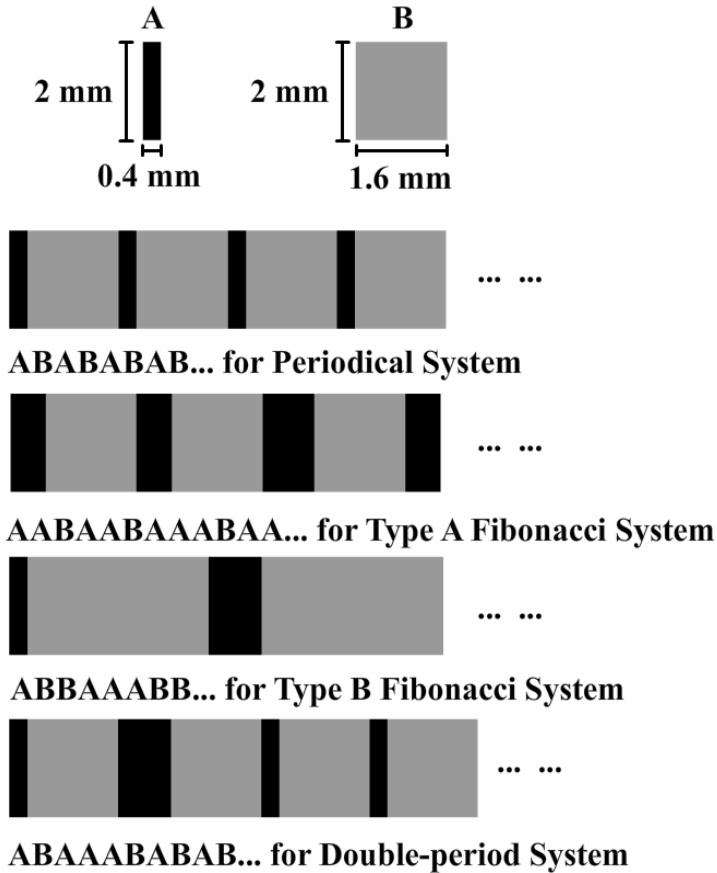 A B
2 mm 2 mm
0.4 mm 1.6 mm
... ...
ABABABAB... for Periodical System
... ...
AABAABAAABAA... for Type A Fibonacci System
... ...
ABBAAABB... for Type B Fibonacci System
... ...
ABAAABABAB... for Double-period System